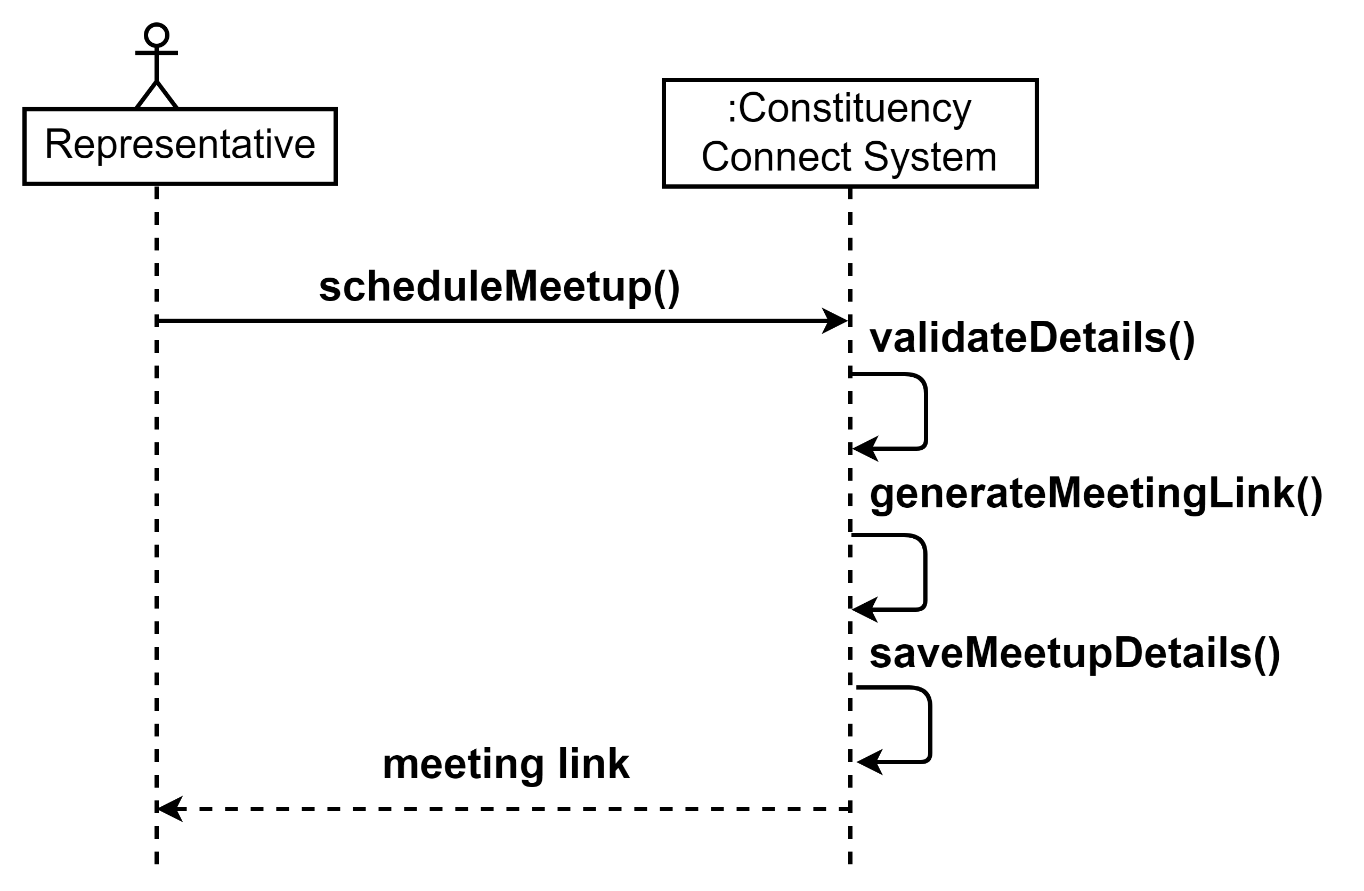 Representative
:Constituency
Connect System
scheduleMeetup()
validateDetails()
generateMeetingLink()
saveMeetupDetails()
meeting link